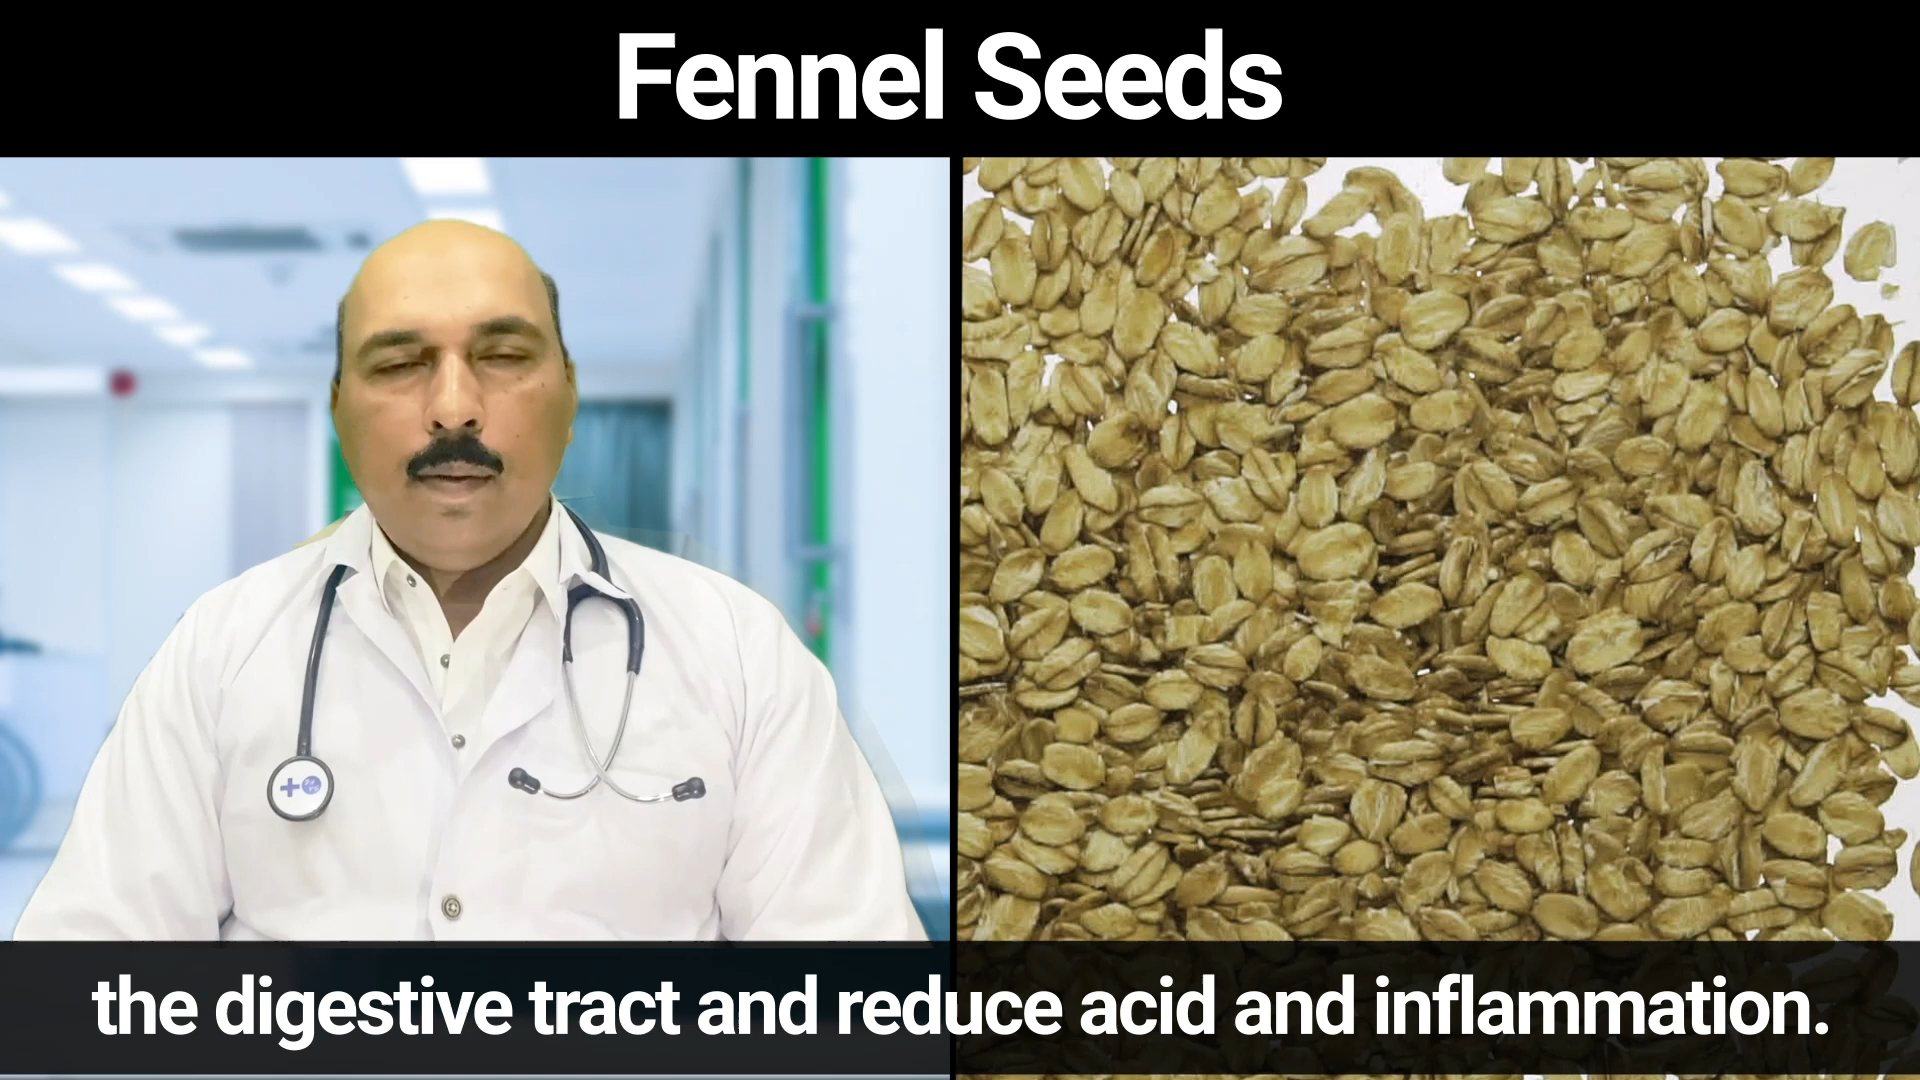 Fennel Seeds
the digestive tract and reduce acid and inflammation.